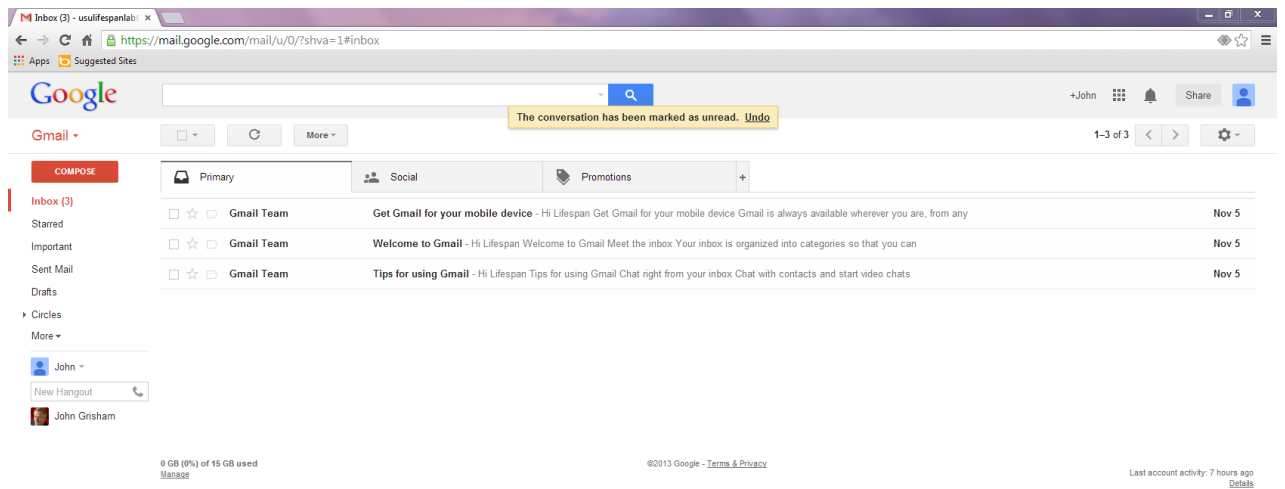 Inbox (3) - usulifespanlab
https://mail.google.com/mail/u/0/?shva=1#inbox
Apps Suggested Sites
Google +John Share
The conversation has been marked as unread. Undo
Gmail More 1–3 of 3
COMPOSE Primary Social Promotions +
Inbox (3)
Gmail Team Get Gmail for your mobile device - Hi Lifespan Get Gmail for your mobile device Gmail is always available wherever you are, from any Nov 5
Starred
Gmail Team Welcome to Gmail - Hi Lifespan Welcome to Gmail Meet the inbox Your inbox is organized into categories so that you can Nov 5
Important
Sent Mail
Gmail Team Tips for using Gmail - Hi Lifespan Tips for using Gmail Chat right from your inbox Chat with contacts and start video chats Nov 5
Drafts
Circles
More
John
New Hangout
John Grisham
0 GB (0%) of 15 GB used ©2013 Google - Terms & Privacy
Manage
Last account activity: 7 hours ago
Details